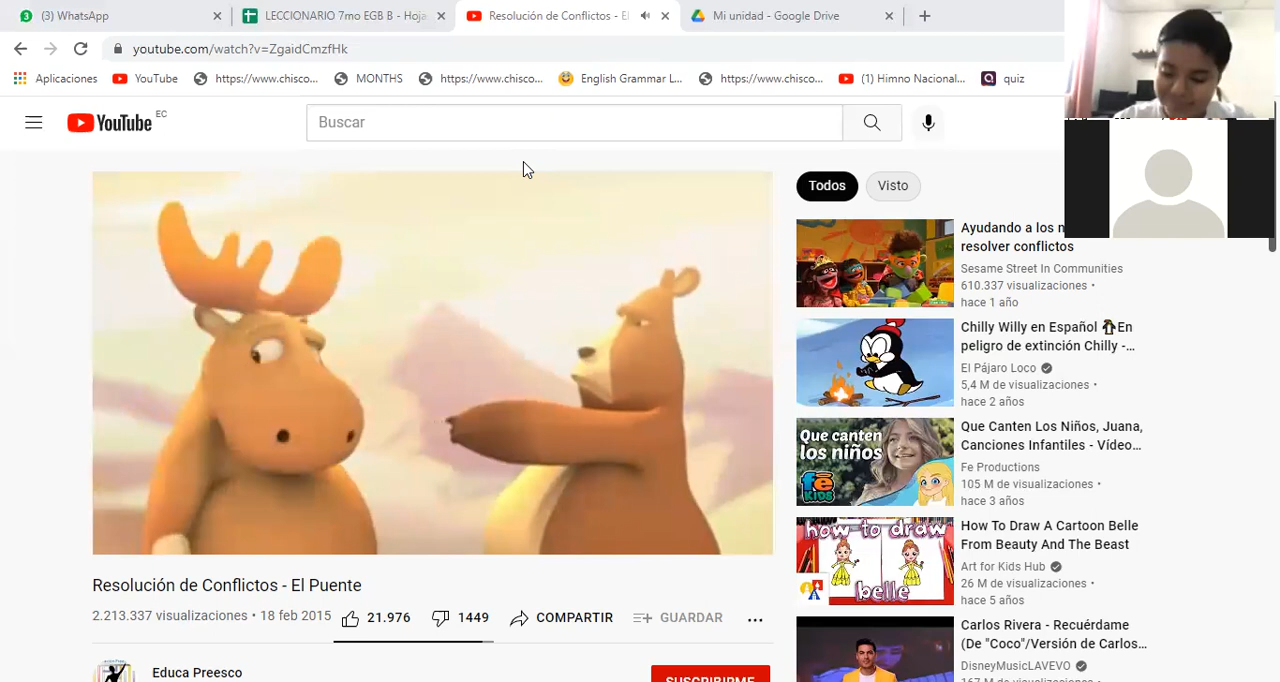 (3) WhatsApp
LECCIONARIO 7mo EGB B - Hoja
Resolución de Conflictos - El
Mi unidad - Google Drive
youtube.com/watch?v=ZgaidCmzfHk
Aplicaciones
YouTube
https://www.chisco...
MONTHS
https://www.chisco...
English Grammar L...
https://www.chisco...
(1) Himno Nacional...
quiz
YouTube EC
Buscar
Todos
Visto
Ayudando a los
resolver conflictos
Sesame Street In Communities
610.337 visualizaciones •
hace 1 año
Chilly Willy en Español En
peligro de extinción Chilly -...
El Pájaro Loco
5,4 M de visualizaciones •
hace 2 años
Que canten
los niños
fe
KIDS
Que Canten Los Niños, Juana,
Canciones Infantiles - Vídeo...
Fe Productions
105 M de visualizaciones •
hace 3 años
how to draw
belle
How To Draw A Cartoon Belle
From Beauty And The Beast
Art for Kids Hub
26 M de visualizaciones •
hace 5 años
Carlos Rivera - Recuérdame
(De "Coco"/Versión de Carlos...
DisneyMusicLAVEVO
167 M de visualizaciones •
Resolución de Conflictos - El Puente
2.213.337 visualizaciones • 18 feb 2015
21.976
1449
COMPARTIR
GUARDAR
Educa Preesco
SUSCRIBIRME